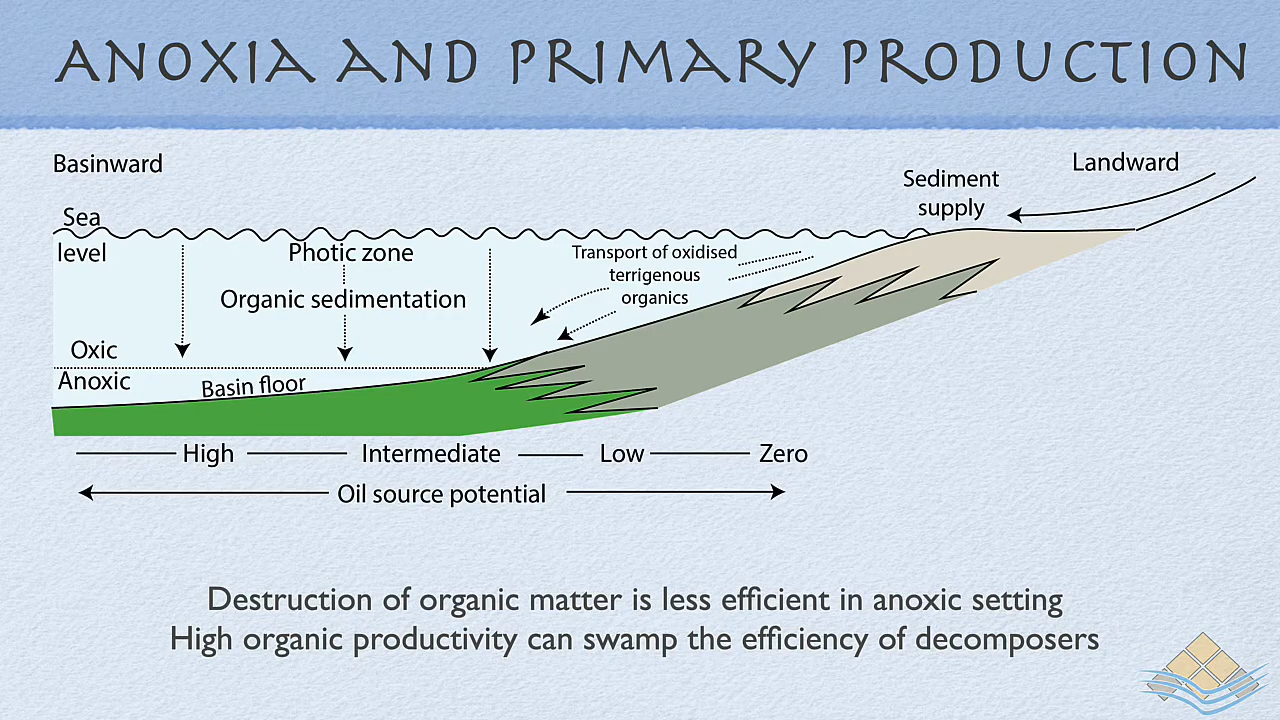 ANOXIA AND PRIMARY PRODUCTION
Basinward
Landward
Sediment
supply
Sea
level
Photic zone
Organic sedimentation
Transport of oxidised
terrigenous
organics
Oxic
Anoxic
Basin floor
High
Intermediate
Low
Zero
Oil source potential
Destruction of organic matter is less efficient in anoxic setting
High organic productivity can swamp the efficiency of decomposers